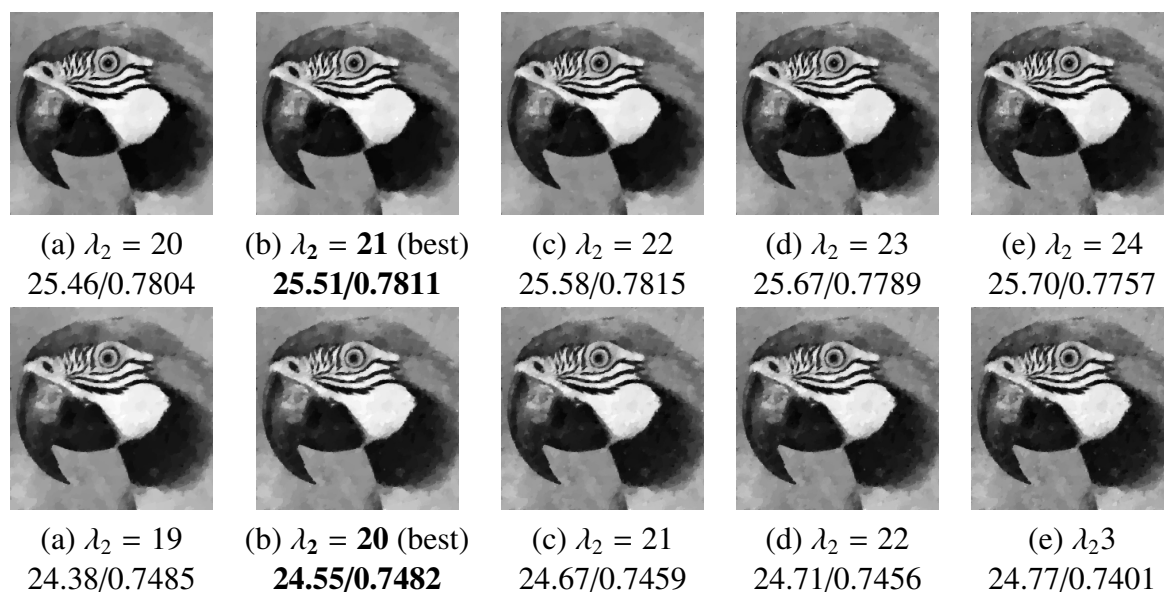 (a) λ₂ = 20 (b) λ₂ = 21 (best) (c) λ₂ = 22 (d) λ₂ = 23 (e) λ₂ = 24
25.46/0.7804 25.51/0.7811 25.58/0.7815 25.67/0.7789 25.70/0.7757
(a) λ₂ = 19 (b) λ₂ = 20 (best) (c) λ₂ = 21 (d) λ₂ = 22 (e) λ₂3
24.38/0.7485 24.55/0.7482 24.67/0.7459 24.71/0.7456 24.77/0.7401